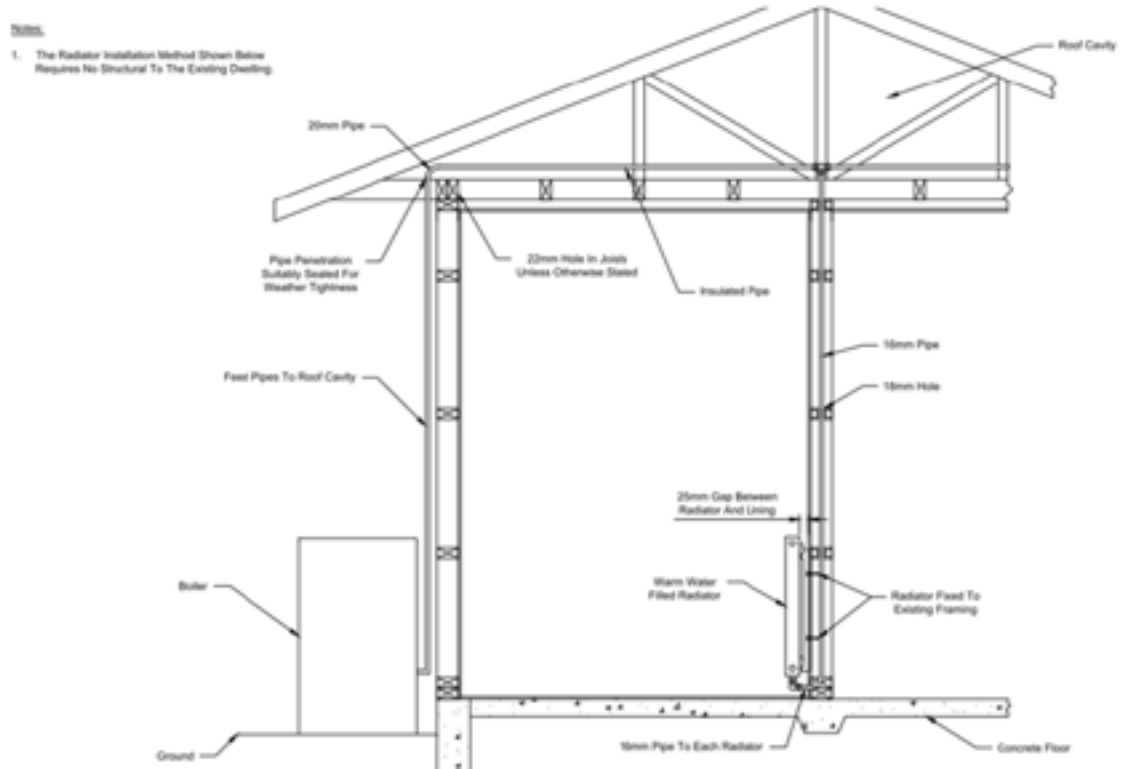 Notes:
1. The Radiator Installation Method Shown Below
Requires No Structural To The Existing Dwelling.
Roof Cavity
20mm Pipe
Pipe Penetration
Suitably Sealed For
Weather Tightness
22mm Hole In Joists
Unless Otherwise Stated
Insulated Pipe
16mm Pipe
Feet Pipes To Roof Cavity
18mm Hole
25mm Gap Between
Radiator And Lining
Boiler
Warm Water
Filled Radiator
Radiator Fixed To
Existing Framing
Ground
16mm Pipe To Each Radiator
Concrete Floor